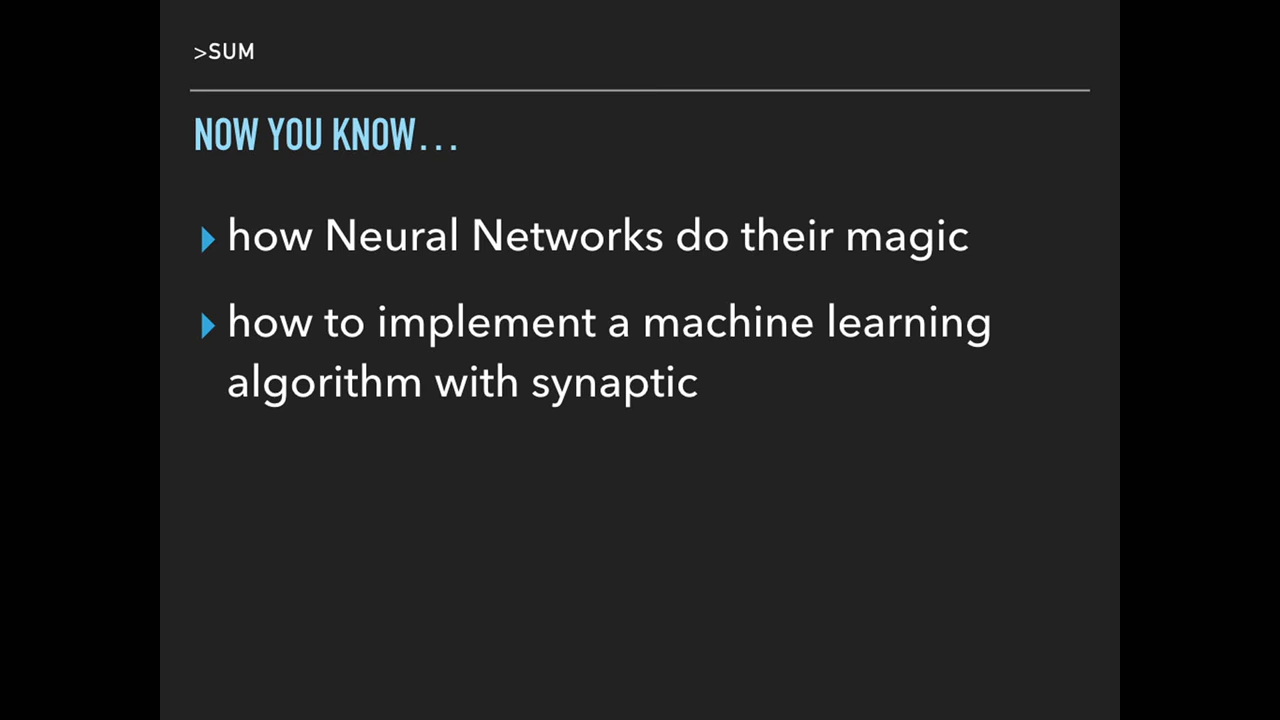 >SUM
NOW YOU KNOW...
how Neural Networks do their magic
how to implement a machine learning
algorithm with synaptic